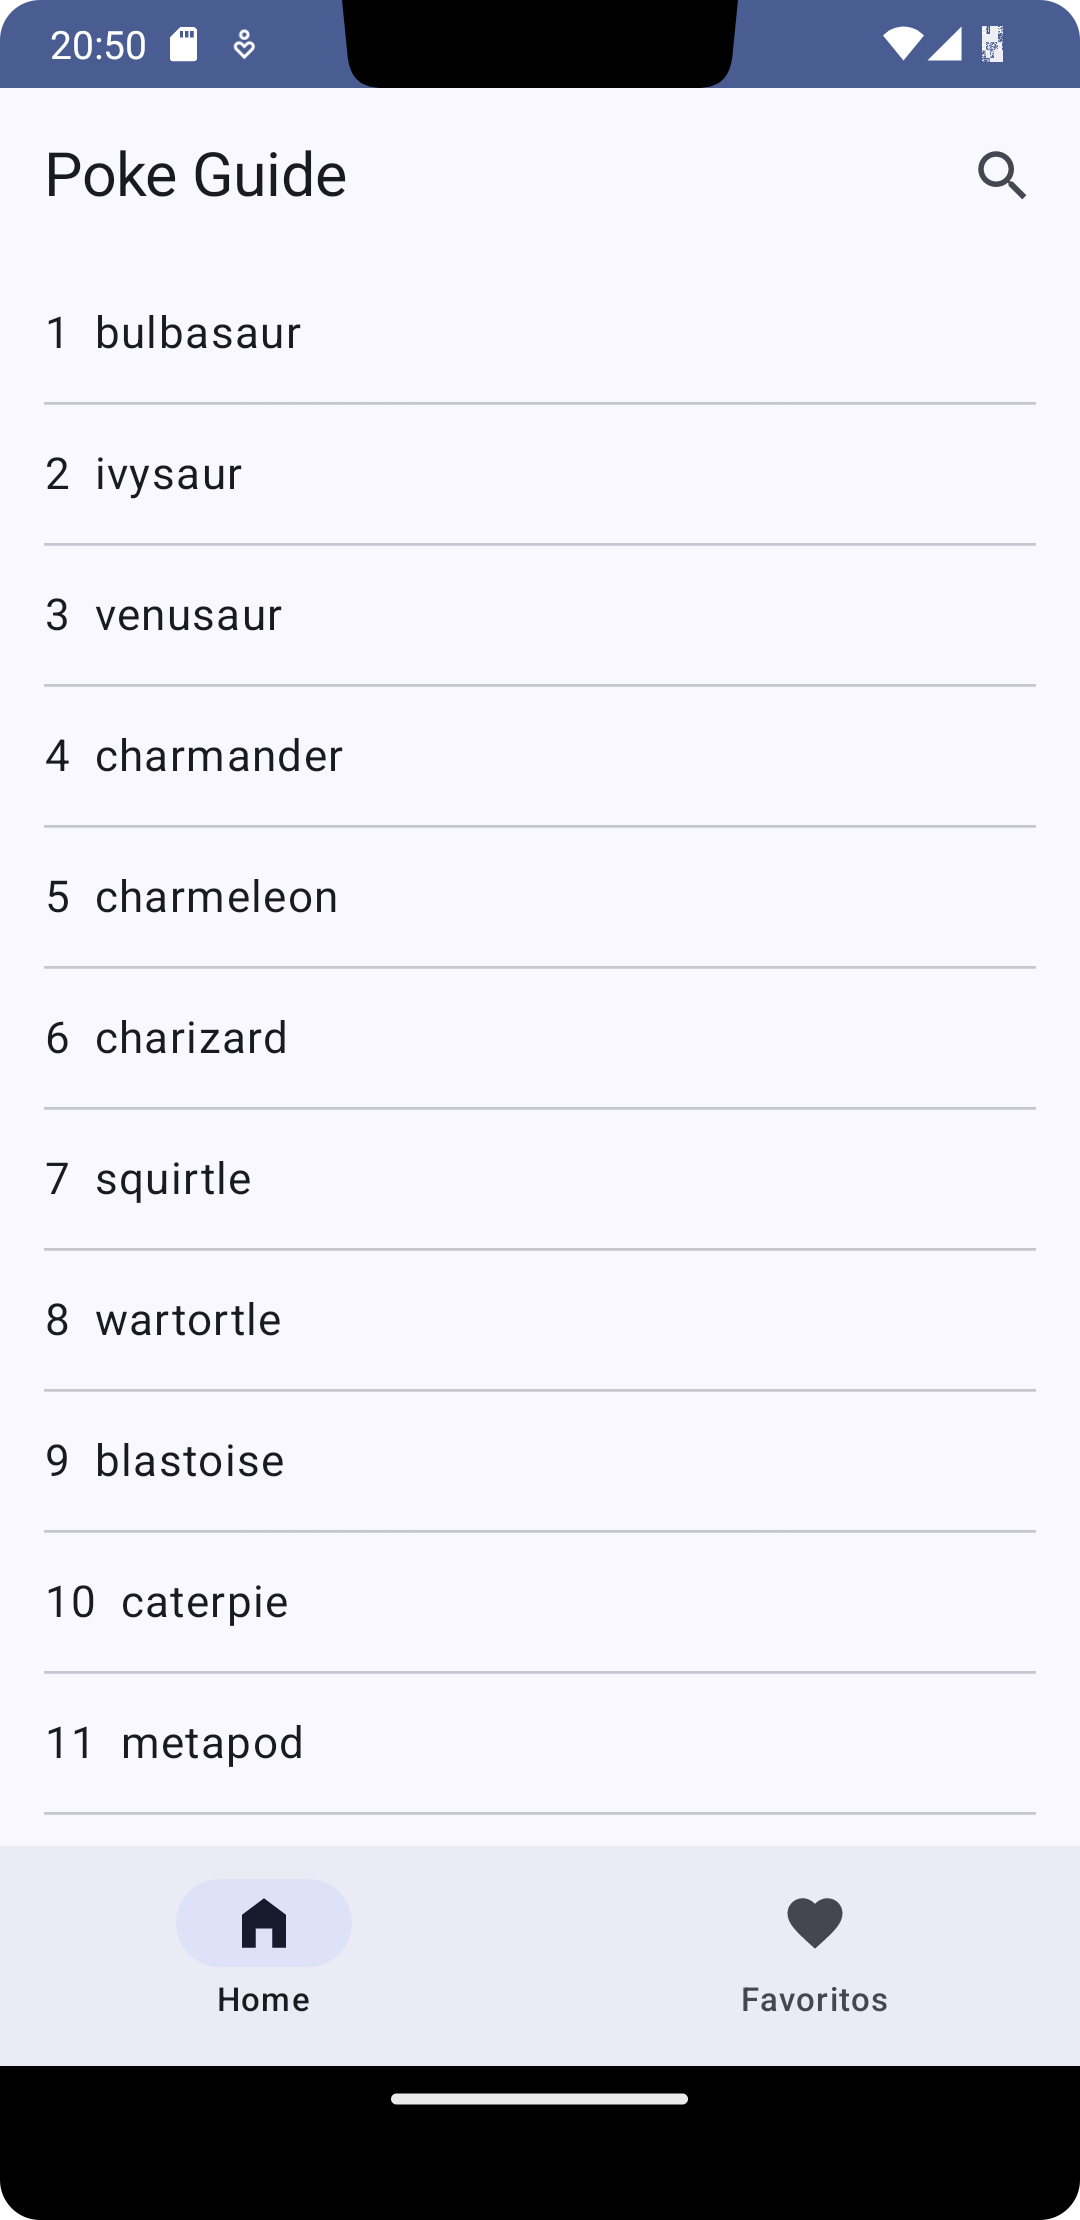 20:50
Poke Guide
1 bulbasaur
2 ivysaur
3 venusaur
4 charmander
5 charmeleon
6 charizard
7 squirtle
8 wartortle
9 blastoise
10 caterpie
11 metapod
Home Favoritos